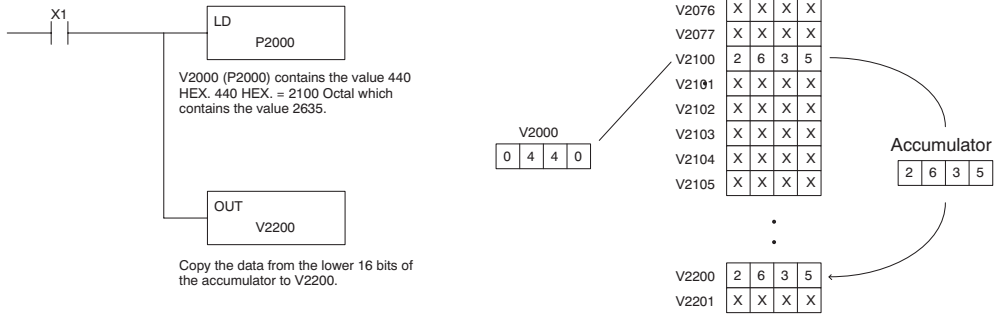 X1
LD
P2000
V2000 (P2000) contains the value 440
HEX. 440 HEX. = 2100 Octal which
contains the value 2635.
OUT
V2200
Copy the data from the lower 16 bits of
the accumulator to V2200.
V2000
0 4 4 0
V2076 X X X X
V2077 X X X X
V2100 2 6 3 5
V2101 X X X X
V2102 X X X X
V2103 X X X X
V2104 X X X X
V2105 X X X X
V2200 2 6 3 5
V2201 X X X X
Accumulator
2 6 3 5